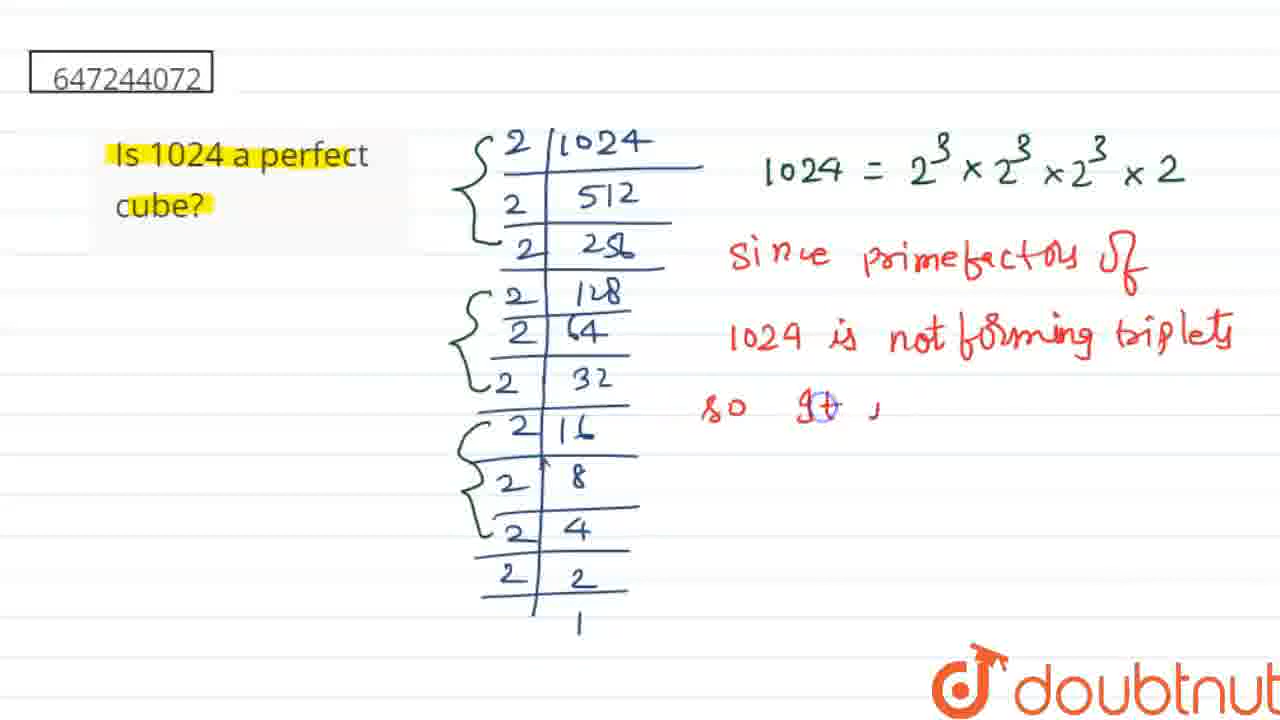 647244072
Is 1024 a perfect
cube?
2 1024
2 512
2 256
2 128
2 64
2 32
2 16
2 8
2 4
2 2
1
1024 = 2³ × 2³ × 2³ × 2
since prime factors of
1024 is not forming triplets
so It
doubtnut